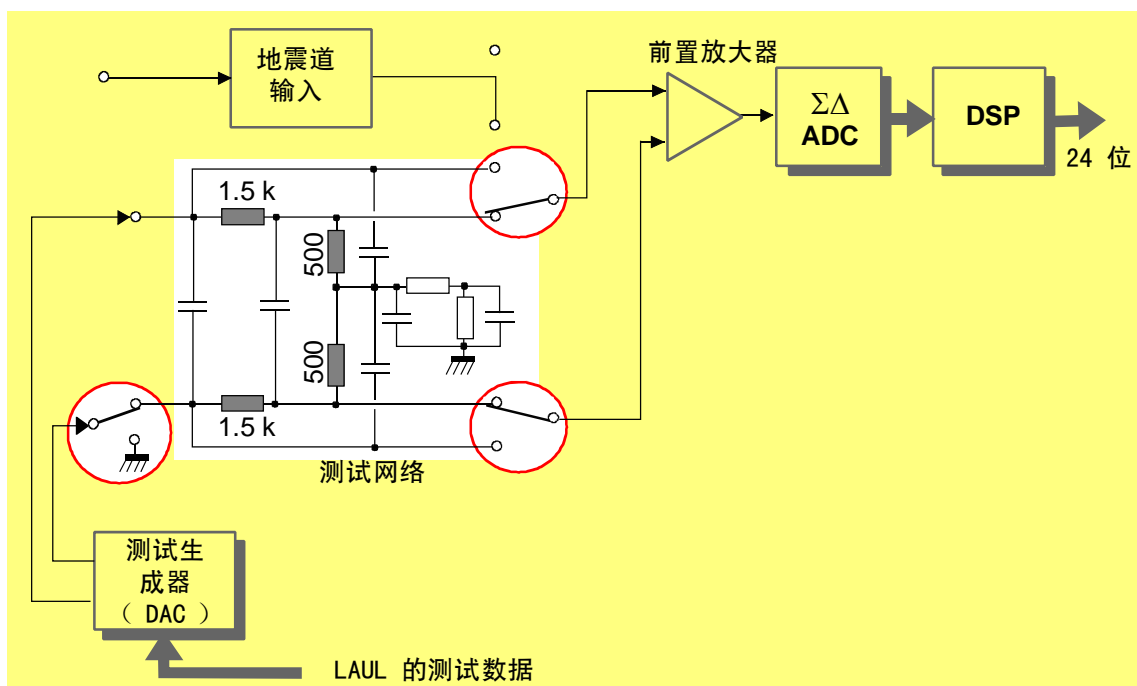 地震道
输入
前置放大器
ΣΔ
ADC
DSP
24 位
1.5 k
500
500
1.5 k
测试网络
测试生
成器
( DAC )
LAUL 的测试数据